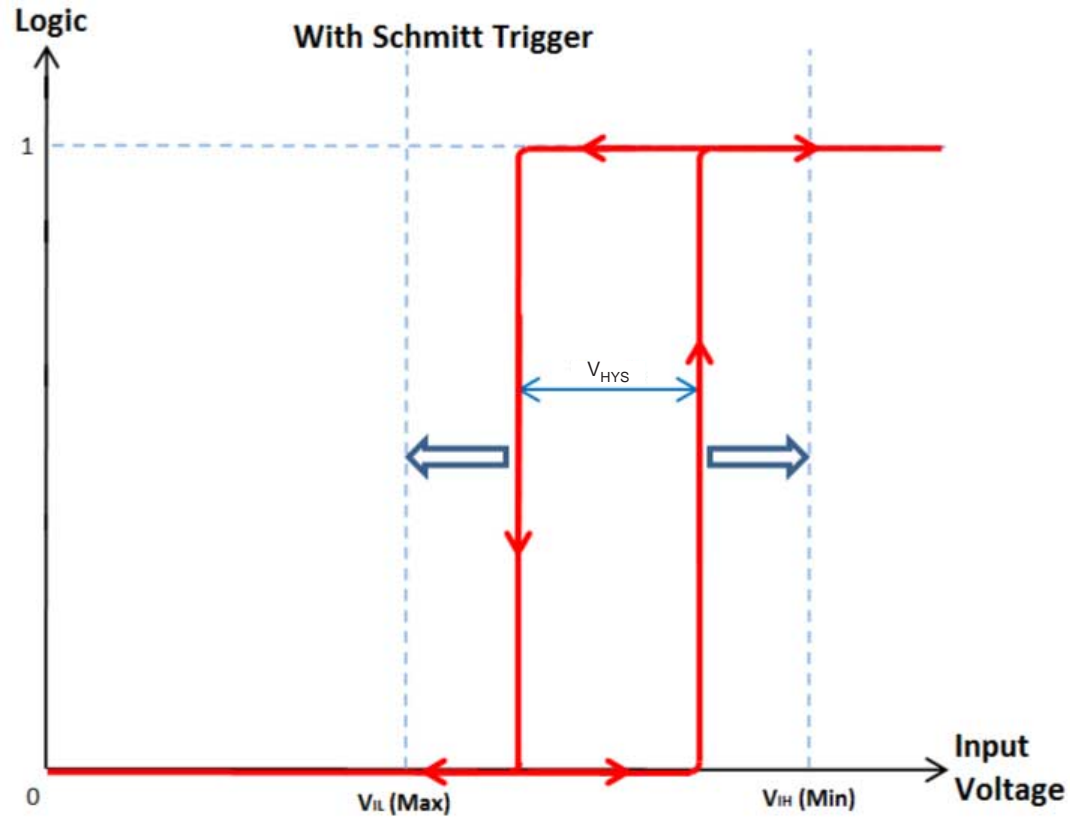 Logic
With Schmitt Trigger
1
VHYS
Input
Voltage
0
VIL (Max)
VIH (Min)